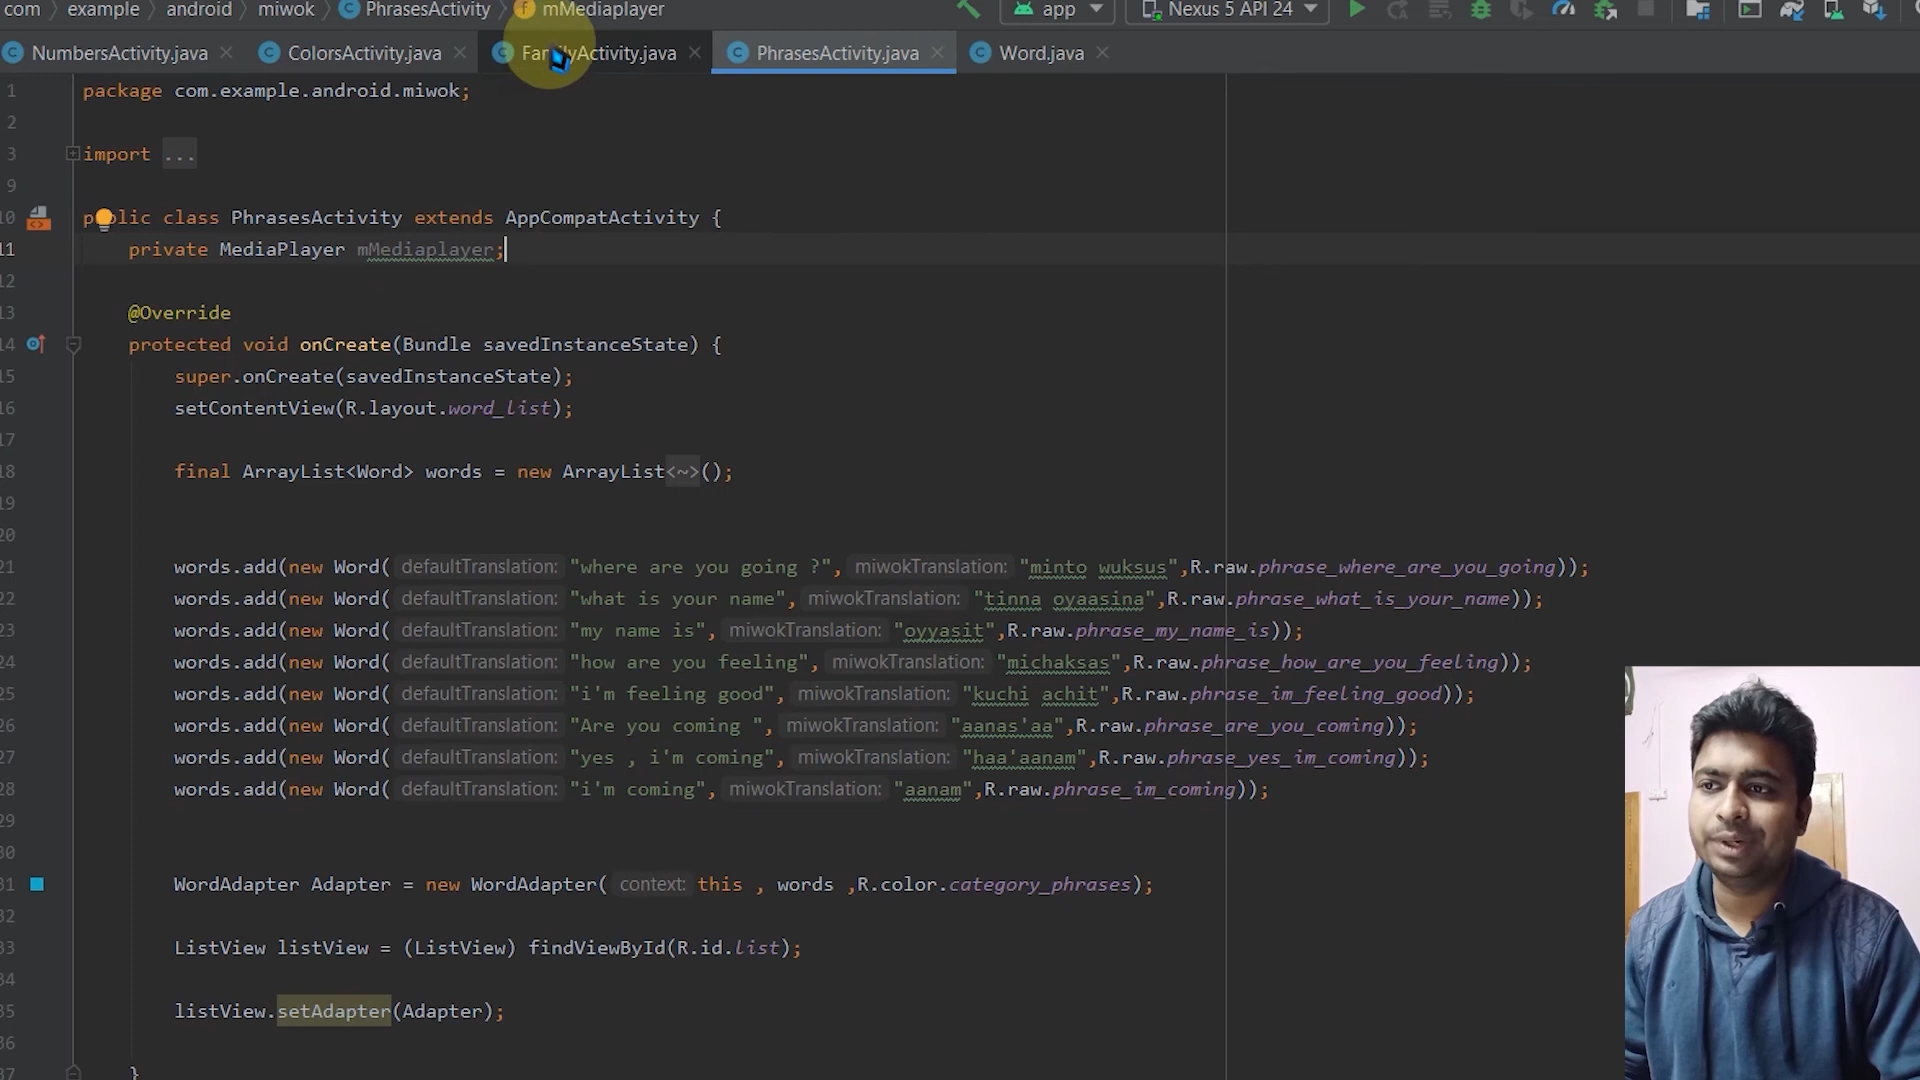 com > example > android > miwok > PhrasesActivity > mMediaplayer app Nexus 5 API 24
NumbersActivity.java ColorsActivity.java FamilyActivity.java PhrasesActivity.java Word.java
1 package com.example.android.miwok;
2
3 import ...
9
10 public class PhrasesActivity extends AppCompatActivity {
11 private MediaPlayer mMediaplayer;
12
13 @Override
14 protected void onCreate(Bundle savedInstanceState) {
15 super.onCreate(savedInstanceState);
16 setContentView(R.layout.word_list);
17
18 final ArrayList<Word> words = new ArrayList<~>();
19
20
21 words.add(new Word( defaultTranslation: "where are you going ?", miwokTranslation: "minto wuksus",R.raw.phrase_where_are_you_going));
22 words.add(new Word( defaultTranslation: "what is your name", miwokTranslation: "tinna oyaasina",R.raw.phrase_what_is_your_name));
23 words.add(new Word( defaultTranslation: "my name is", miwokTranslation: "oyyasit",R.raw.phrase_my_name_is));
24 words.add(new Word( defaultTranslation: "how are you feeling", miwokTranslation: "michaksas",R.raw.phrase_how_are_you_feeling));
25 words.add(new Word( defaultTranslation: "i'm feeling good", miwokTranslation: "kuchi achit",R.raw.phrase_im_feeling_good));
26 words.add(new Word( defaultTranslation: "Are you coming ", miwokTranslation: "aanas'aa",R.raw.phrase_are_you_coming));
27 words.add(new Word( defaultTranslation: "yes , i'm coming", miwokTranslation: "haa'aanam",R.raw.phrase_yes_im_coming));
28 words.add(new Word( defaultTranslation: "i'm coming", miwokTranslation: "aanam",R.raw.phrase_im_coming));
29
30
31 WordAdapter Adapter = new WordAdapter( context: this , words ,R.color.category_phrases);
32
33 ListView listView = (ListView) findViewById(R.id.list);
34
35 listView.setAdapter(Adapter);
36
37 }